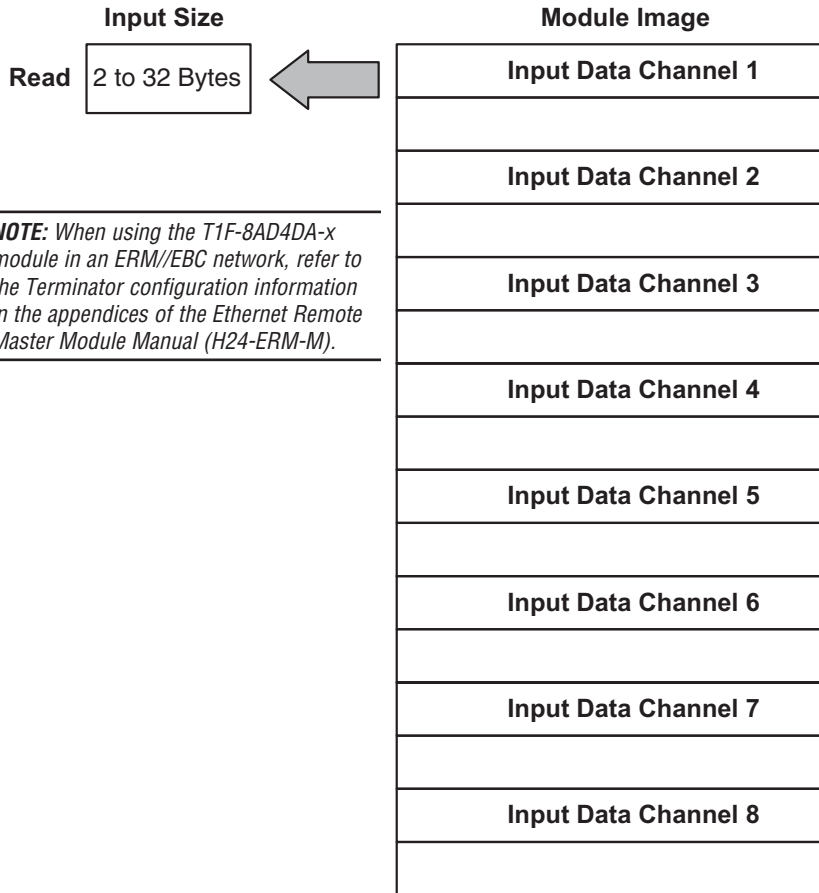 Input Size
Module Image
Read
2 to 32 Bytes
Input Data Channel 1
Input Data Channel 2
Input Data Channel 3
Input Data Channel 4
Input Data Channel 5
Input Data Channel 6
Input Data Channel 7
Input Data Channel 8
NOTE: When using the T1F-8AD4DA-x
module in an ERM//EBC network, refer to
the Terminator configuration information
in the appendices of the Ethernet Remote
Master Module Manual (H24-ERM-M).